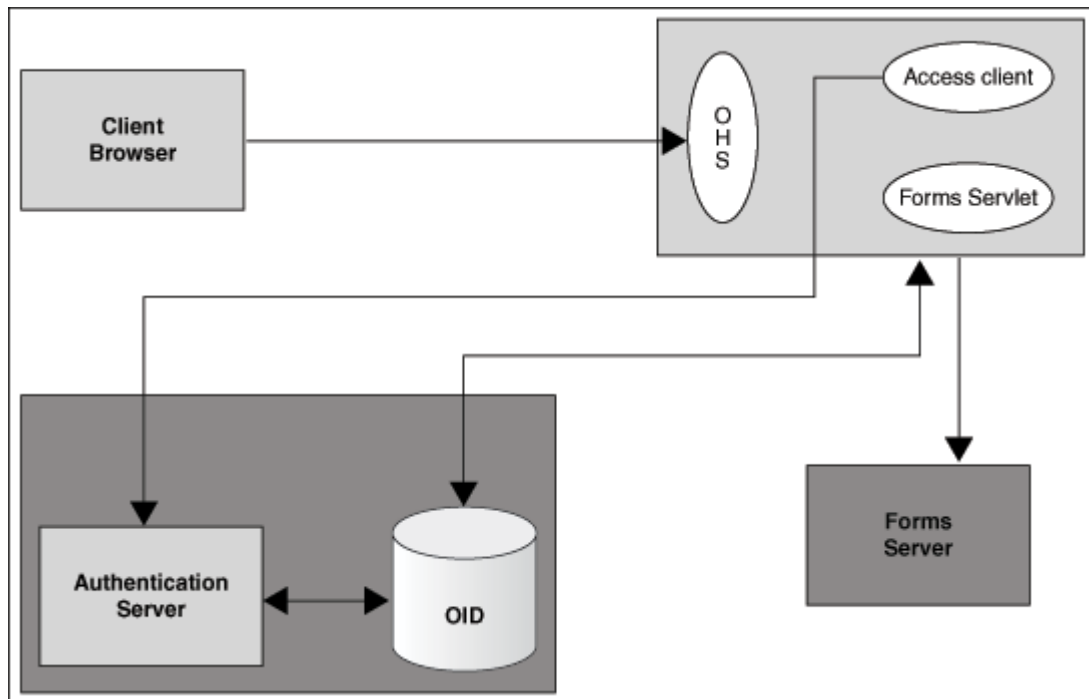 Client
Browser
O
H
S
Access client
Forms Servlet
Authentication
Server
OID
Forms
Server